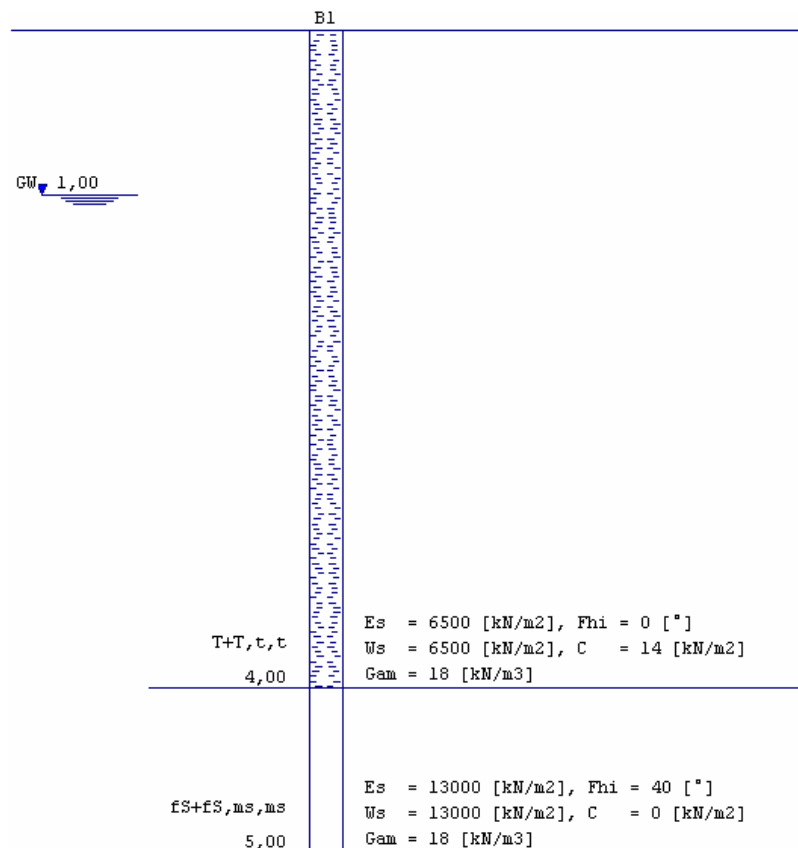 B1
GW 1,00
Es = 6500 [kN/m2], Fhi = 0 [°]
T+T,t,t
Ws = 6500 [kN/m2], C = 14 [kN/m2]
4,00
Gam = 18 [kN/m3]
Es = 13000 [kN/m2], Fhi = 40 [°]
fS+fS,ms,ms
Ws = 13000 [kN/m2], C = 0 [kN/m2]
5,00
Gam = 18 [kN/m3]